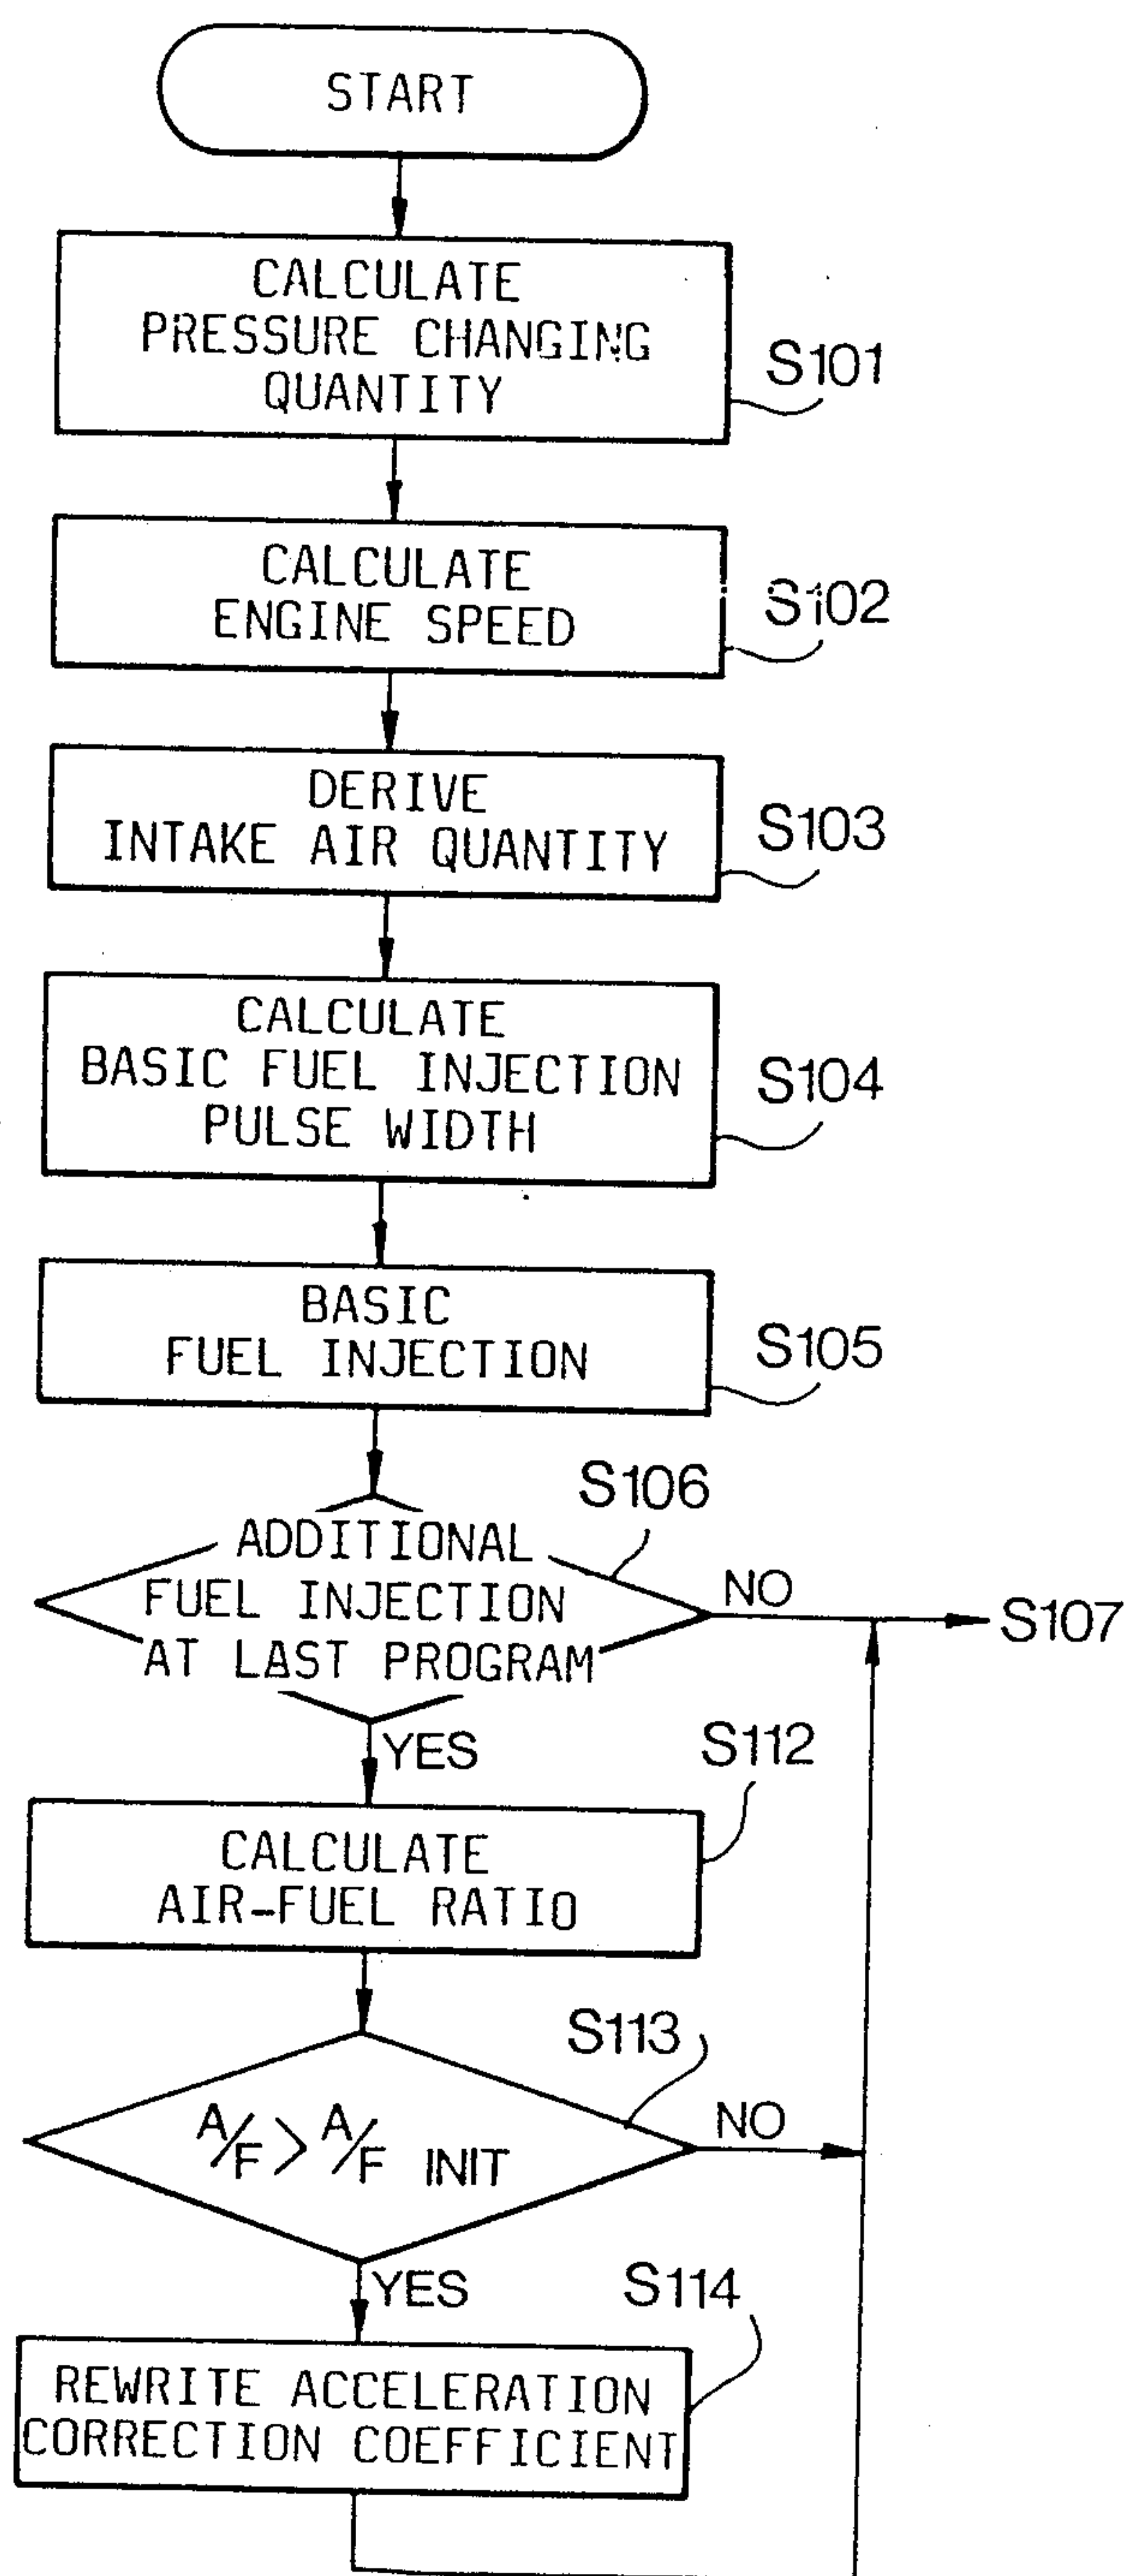 START
CALCULATE
PRESSURE CHANGING
QUANTITY
S101
CALCULATE
ENGINE SPEED
S102
DERIVE
INTAKE AIR QUANTITY
S103
CALCULATE
BASIC FUEL INJECTION
PULSE WIDTH
S104
BASIC
FUEL INJECTION
S105
S106
ADDITIONAL
FUEL INJECTION
AT LAST PROGRAM
NO
S107
YES
S112
CALCULATE
AIR-FUEL RATIO
S113
A/F > A/F INIT
NO
YES
S114
REWRITE ACCELERATION
CORRECTION COEFFICIENT